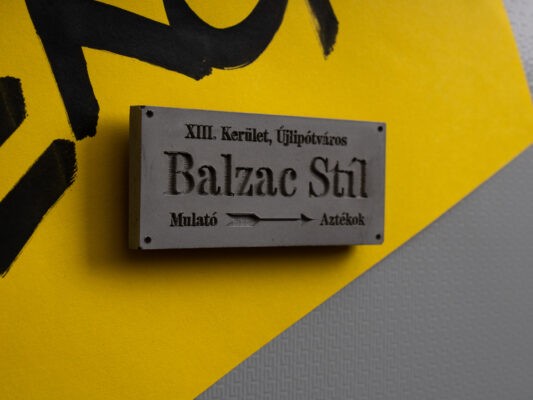 XIII. Kerület, Újlipótváros
Balzac Stíl
Mulató Aztékok